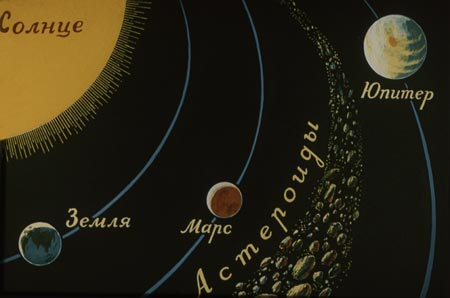 Солнце
Юпитер
Астероиды
Земля
Марс